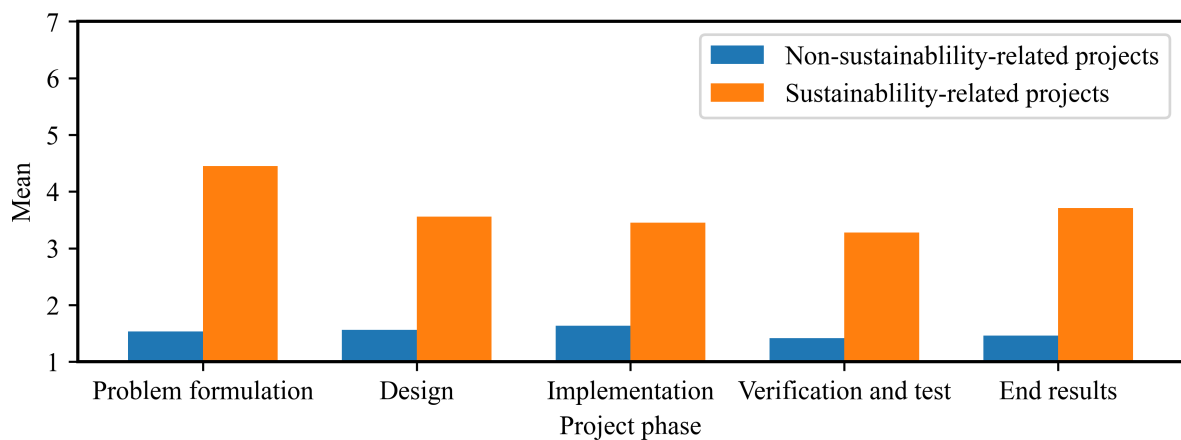 7
6
5
4
3
2
1
Mean
Non-sustainablility-related projects
Sustainablility-related projects
Problem formulation
Design
Implementation
Verification and test
End results
Project phase